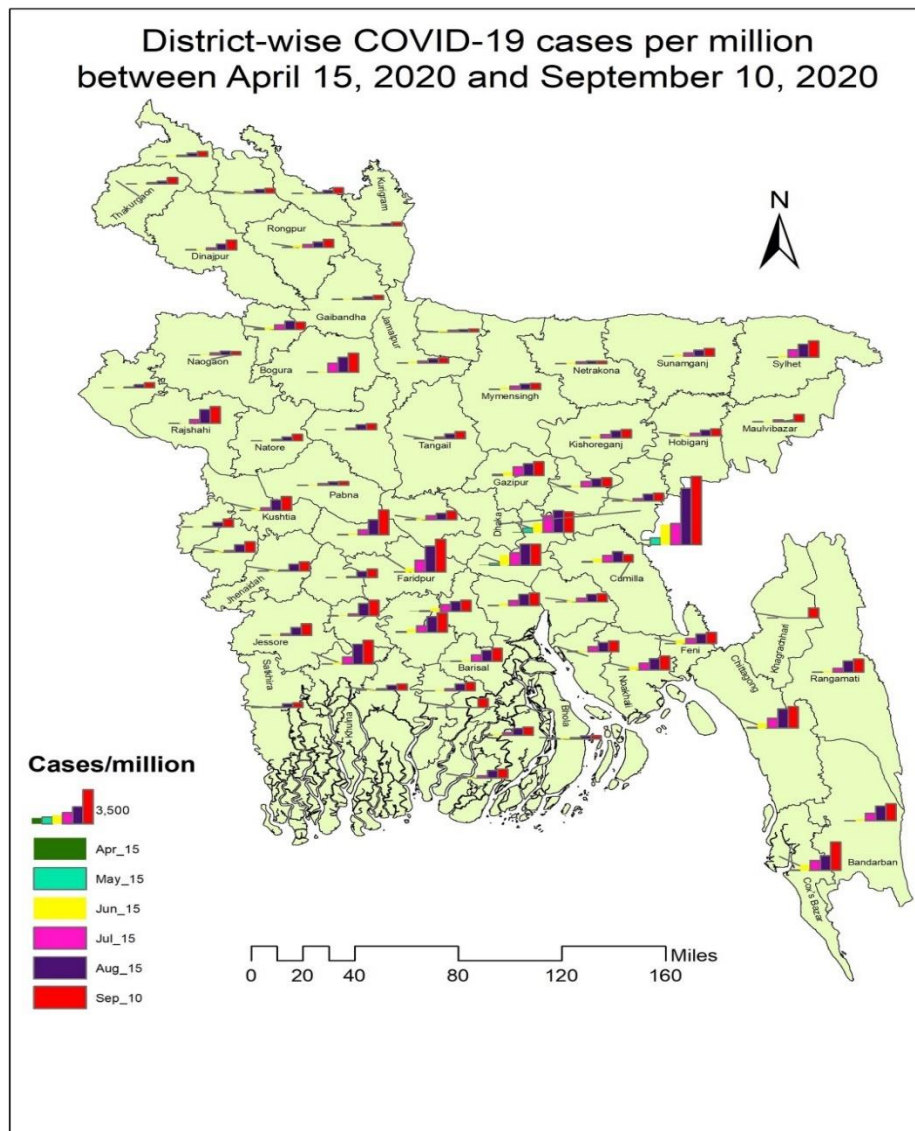 District-wise COVID-19 cases per million
between April 15, 2020 and September 10, 2020
N
Thakurgaon
Kurigram
Rongpur
Dinajpur
Gaibandha
Jamalpur
Naogaon
Bogura
Netrakona
Sunamganj
Sylhet
Mymensingh
Rajshahi
Natore
Tangail
Kishoreganj
Hobiganj
Maulvibazar
Gazipur
Pabna
Kushtia
Dhaka
Jhenaidah
Faridpur
Cumilla
Jessore
Satkhira
Khulna
Barisal
Bhola
Noakhali
Feni
Chittagong
Khagrachhari
Rangamati
Bandarban
Cox's Bazar
Cases/million
3,500
Apr_15
May_15
Jun_15
Jul_15
Aug_15
Sep_10
Miles
0 20 40 80 120 160